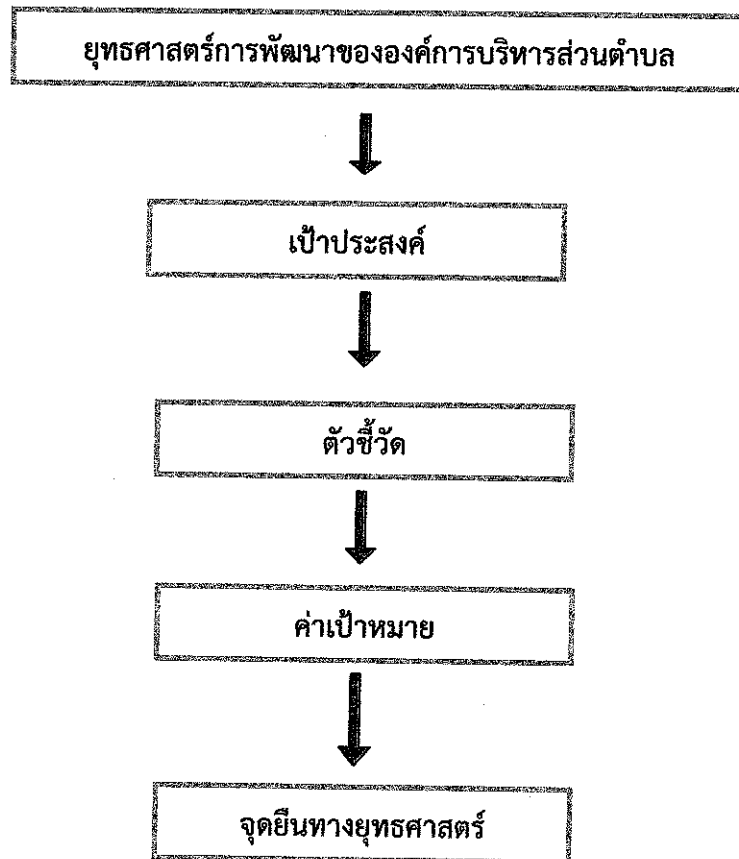 ยุทธศาสตร์การพัฒนาขององค์การบริหารส่วนตำบล
เป้าประสงค์
ตัวชี้วัด
ค่าเป้าหมาย
จุดยืนทางยุทธศาสตร์